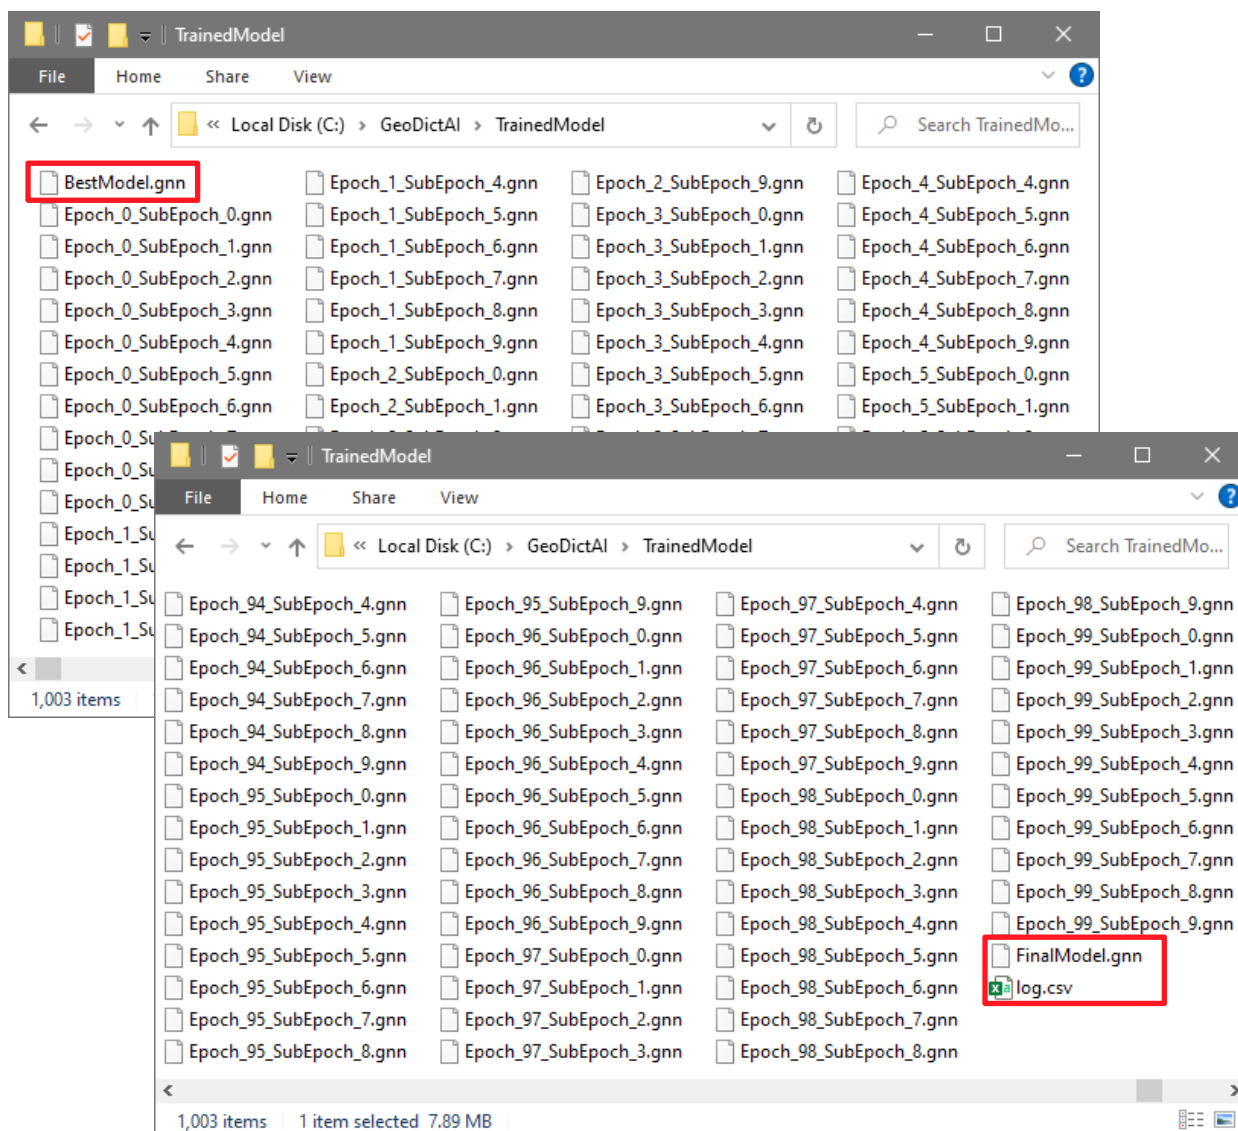 TrainedModel
File Home Share View
« Local Disk (C:) › GeoDictAI › TrainedModel Search TrainedMo...
BestModel.gnn Epoch_1_SubEpoch_4.gnn Epoch_2_SubEpoch_9.gnn Epoch_4_SubEpoch_4.gnn
Epoch_0_SubEpoch_0.gnn Epoch_1_SubEpoch_5.gnn Epoch_3_SubEpoch_0.gnn Epoch_4_SubEpoch_5.gnn
Epoch_0_SubEpoch_1.gnn Epoch_1_SubEpoch_6.gnn Epoch_3_SubEpoch_1.gnn Epoch_4_SubEpoch_6.gnn
Epoch_0_SubEpoch_2.gnn Epoch_1_SubEpoch_7.gnn Epoch_3_SubEpoch_2.gnn Epoch_4_SubEpoch_7.gnn
Epoch_0_SubEpoch_3.gnn Epoch_1_SubEpoch_8.gnn Epoch_3_SubEpoch_3.gnn Epoch_4_SubEpoch_8.gnn
Epoch_0_SubEpoch_4.gnn Epoch_1_SubEpoch_9.gnn Epoch_3_SubEpoch_4.gnn Epoch_4_SubEpoch_9.gnn
Epoch_0_SubEpoch_5.gnn Epoch_2_SubEpoch_0.gnn Epoch_3_SubEpoch_5.gnn Epoch_5_SubEpoch_0.gnn
Epoch_0_SubEpoch_6.gnn Epoch_2_SubEpoch_1.gnn Epoch_3_SubEpoch_6.gnn Epoch_5_SubEpoch_1.gnn
Epoch_0_Su
Epoch_0_Su
Epoch_0_Su
Epoch_1_Su
Epoch_1_Su
Epoch_1_Su
Epoch_1_Su
1,003 items
TrainedModel
File Home Share View
« Local Disk (C:) › GeoDictAI › TrainedModel Search TrainedMo...
Epoch_94_SubEpoch_4.gnn Epoch_95_SubEpoch_9.gnn Epoch_97_SubEpoch_4.gnn Epoch_98_SubEpoch_9.gnn
Epoch_94_SubEpoch_5.gnn Epoch_96_SubEpoch_0.gnn Epoch_97_SubEpoch_5.gnn Epoch_99_SubEpoch_0.gnn
Epoch_94_SubEpoch_6.gnn Epoch_96_SubEpoch_1.gnn Epoch_97_SubEpoch_6.gnn Epoch_99_SubEpoch_1.gnn
Epoch_94_SubEpoch_7.gnn Epoch_96_SubEpoch_2.gnn Epoch_97_SubEpoch_7.gnn Epoch_99_SubEpoch_2.gnn
Epoch_94_SubEpoch_8.gnn Epoch_96_SubEpoch_3.gnn Epoch_97_SubEpoch_8.gnn Epoch_99_SubEpoch_3.gnn
Epoch_94_SubEpoch_9.gnn Epoch_96_SubEpoch_4.gnn Epoch_97_SubEpoch_9.gnn Epoch_99_SubEpoch_4.gnn
Epoch_95_SubEpoch_0.gnn Epoch_96_SubEpoch_5.gnn Epoch_98_SubEpoch_0.gnn Epoch_99_SubEpoch_5.gnn
Epoch_95_SubEpoch_1.gnn Epoch_96_SubEpoch_6.gnn Epoch_98_SubEpoch_1.gnn Epoch_99_SubEpoch_6.gnn
Epoch_95_SubEpoch_2.gnn Epoch_96_SubEpoch_7.gnn Epoch_98_SubEpoch_2.gnn Epoch_99_SubEpoch_7.gnn
Epoch_95_SubEpoch_3.gnn Epoch_96_SubEpoch_8.gnn Epoch_98_SubEpoch_3.gnn Epoch_99_SubEpoch_8.gnn
Epoch_95_SubEpoch_4.gnn Epoch_96_SubEpoch_9.gnn Epoch_98_SubEpoch_4.gnn Epoch_99_SubEpoch_9.gnn
Epoch_95_SubEpoch_5.gnn Epoch_97_SubEpoch_0.gnn Epoch_98_SubEpoch_5.gnn FinalModel.gnn
Epoch_95_SubEpoch_6.gnn Epoch_97_SubEpoch_1.gnn Epoch_98_SubEpoch_6.gnn log.csv
Epoch_95_SubEpoch_7.gnn Epoch_97_SubEpoch_2.gnn Epoch_98_SubEpoch_7.gnn
Epoch_95_SubEpoch_8.gnn Epoch_97_SubEpoch_3.gnn Epoch_98_SubEpoch_8.gnn
1,003 items 1 item selected 7.89 MB